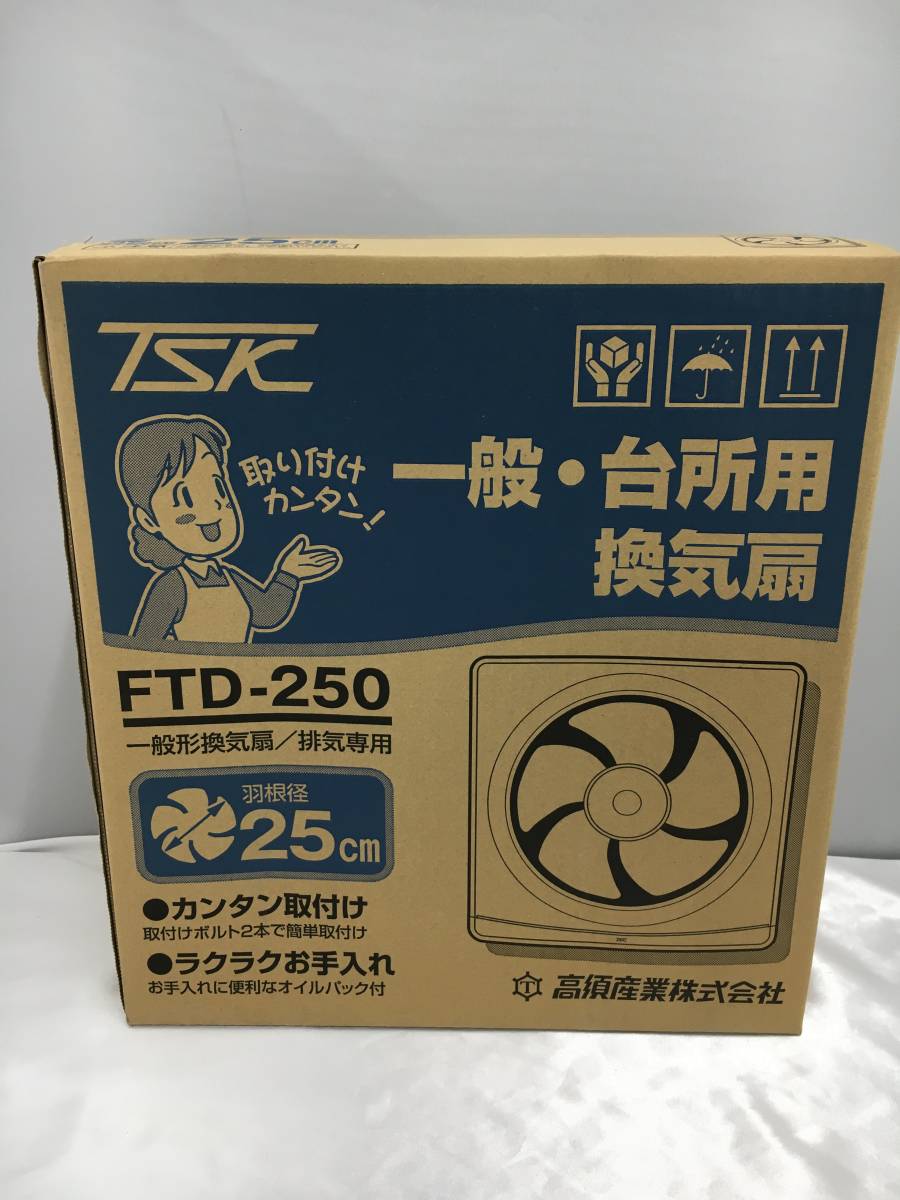 25cm
TSK
取り付け
カンタン!
一般・台所用
換気扇
FTD-250
一般形換気扇/排気専用
羽根径
25cm
●カンタン取付け
取付けボルト2本で簡単取付け
●ラクラクお手入れ
お手入れに便利なオイルパック付
TSK
高須産業株式会社